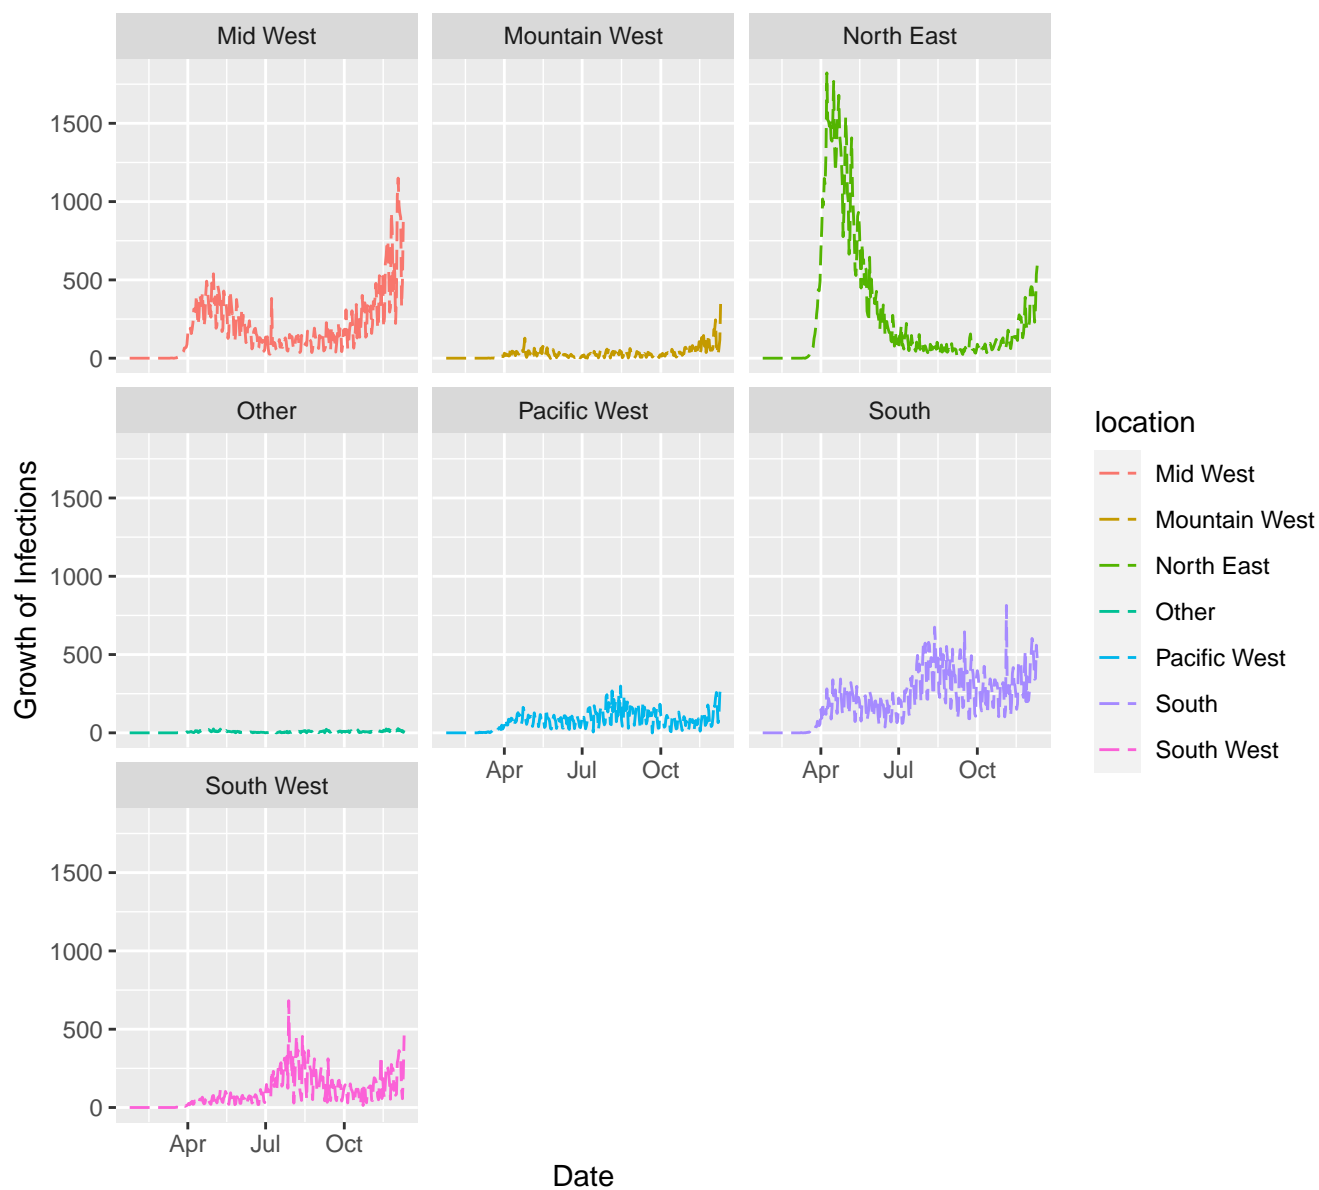 Mid West
Mountain West
North East
1500
1000
500
0
Other
Pacific West
South
1500
1000
500
0
Apr Jul Oct
Apr Jul Oct
South West
1500
1000
500
0
Apr Jul Oct
Growth of Infections
Date
location
Mid West
Mountain West
North East
Other
Pacific West
South
South West